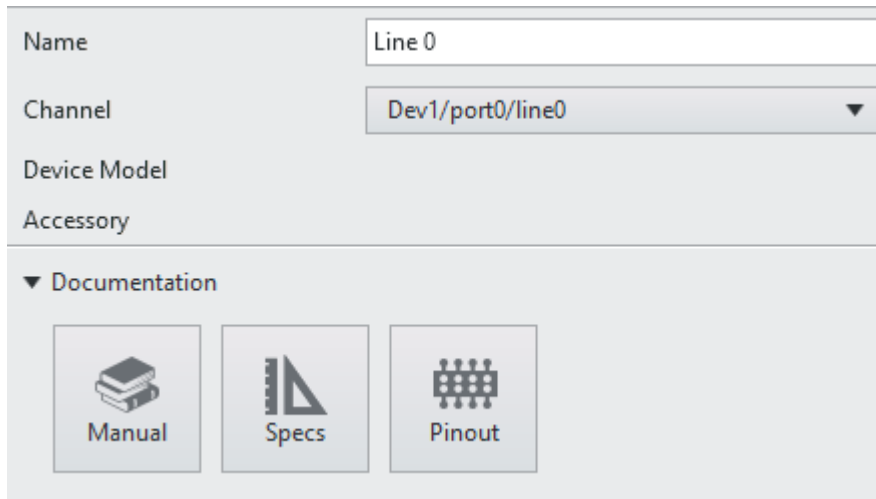 Name
Line 0
Channel
Dev1/port0/line0
Device Model
Accessory
Documentation
Manual
Specs
Pinout